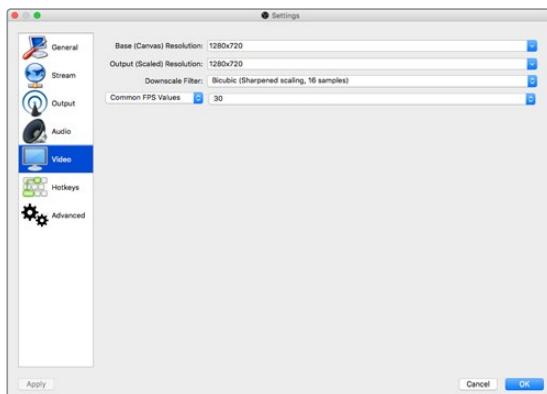 Settings
General
Stream
Output
Audio
Video
Hotkeys
Advanced
Base (Canvas) Resolution: 1280x720
Output (Scaled) Resolution: 1280x720
Downscale Filter: Bicubic (Sharpened scaling, 16 samples)
Common FPS Values 30
Apply Cancel OK